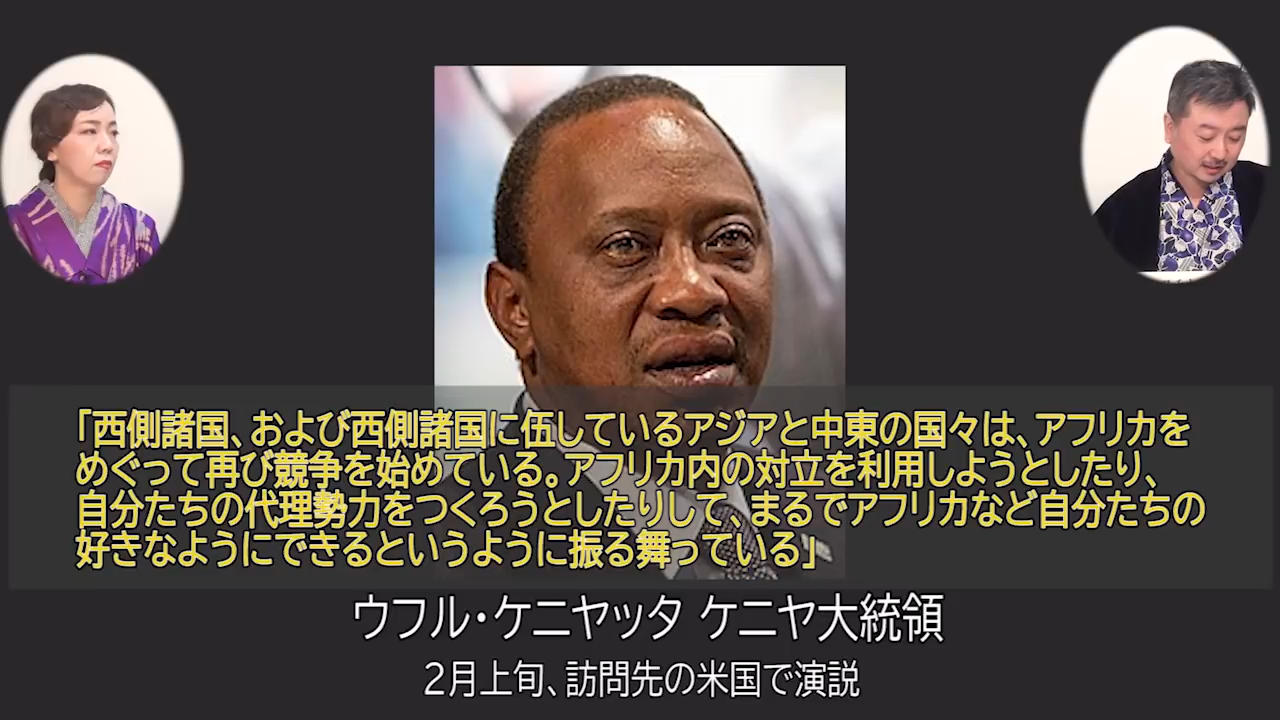 「西側諸国、および西側諸国に伍しているアジアと中東の国々は、アフリカを
めぐって再び競争を始めている。アフリカ内の対立を利用しようとしたり、
自分たちの代理勢力をつくろうとしたりして、まるでアフリカなど自分たちの
好きなようにできるというように振る舞っている」
ウフル・ケニヤッタ ケニヤ大統領
2月上旬、訪問先の米国で演説